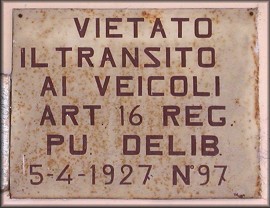 VIETATO
IL TRANSITO
AI VEICOLI
ART 16 REG.
PU DELIB.
5-4-1927 N°97